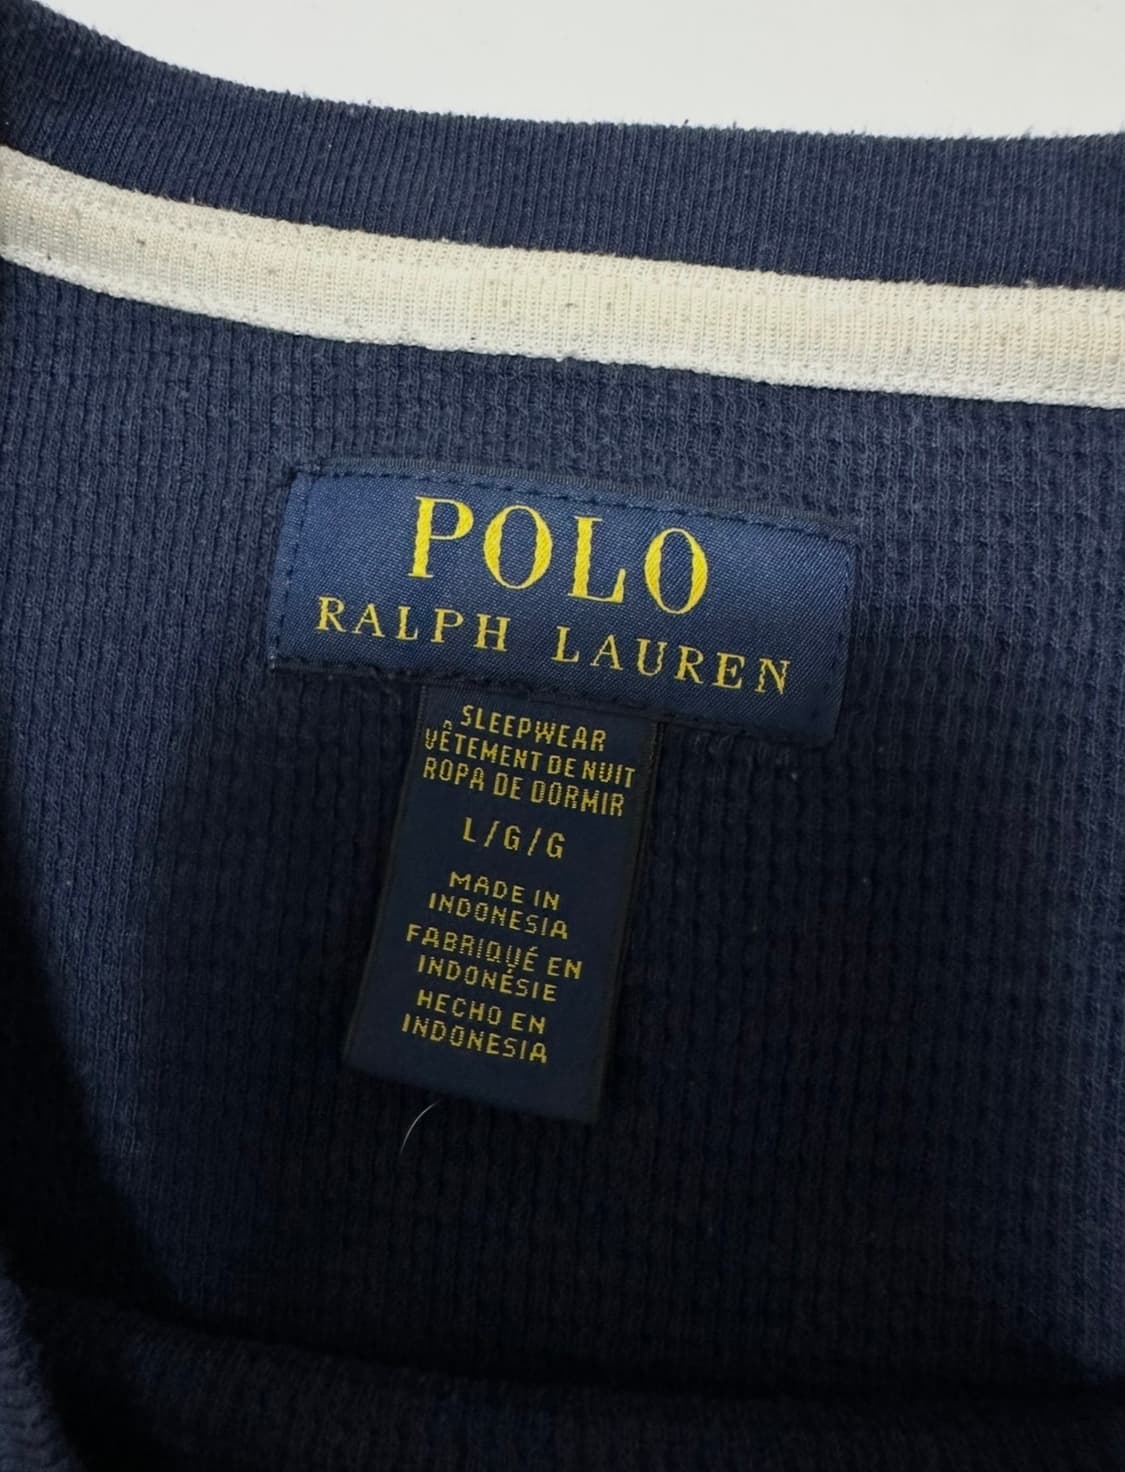 POLO
RALPH LAUREN
SLEEPWEAR
VÊTEMENT DE NUIT
ROPA DE DORMIR
L/G/G
MADE IN
INDONESIA
FABRIQUÉ EN
INDONÉSIE
HECHO EN
INDONESIA